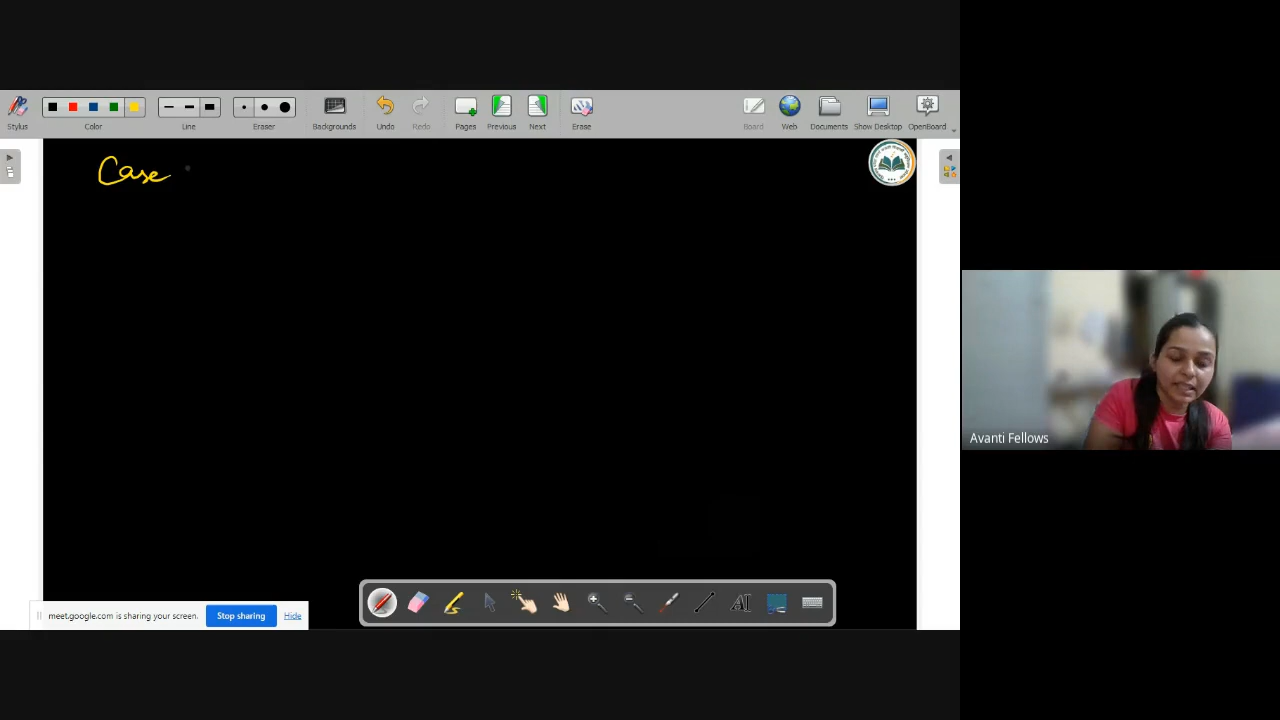 Stylus Color Line Eraser Backgrounds Undo Redo Pages Previous Next Erase Board Web Documents Show Desktop OpenBoard
Case
Avanti Fellows
meet.google.com is sharing your screen. Stop sharing Hide